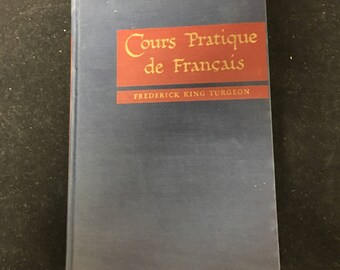 Cours Pratique
de Français
FREDERICK KING TURGEON